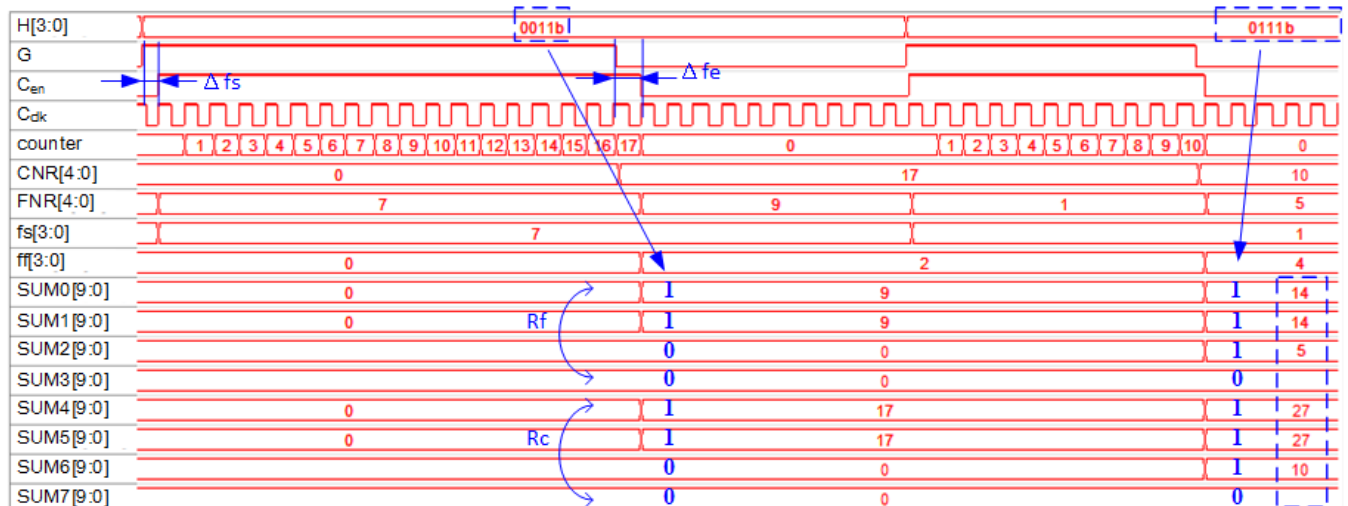 H[3:0] 0011b 0111b
G
Cen Δ fs Δ fe
Cdk
counter 1 2 3 4 5 6 7 8 9 10 11 12 13 14 15 16 17 0 1 2 3 4 5 6 7 8 9 10 0
CNR[4:0] 0 17 10
FNR[4:0] 7 9 1 5
fs[3:0] 7 1
ff[3:0] 0 2 4
SUM0[9:0] 0 1 9 1 14
SUM1[9:0] 0 Rf 1 9 1 14
SUM2[9:0] 0 0 1 5
SUM3[9:0] 0 0 0
SUM4[9:0] 0 1 17 1 27
SUM5[9:0] 0 Rc 1 17 1 27
SUM6[9:0] 0 0 1 10
SUM7[9:0] 0 0 0